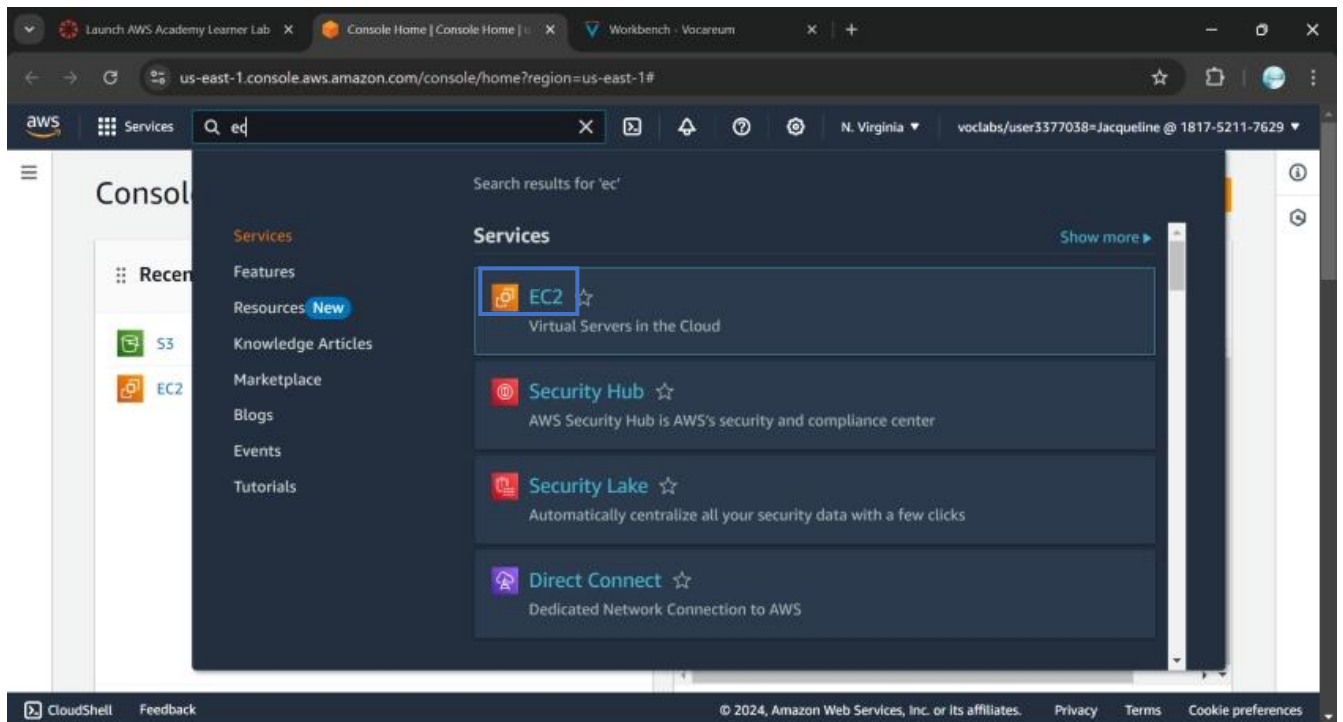 Launch AWS Academy Learner Lab
Console Home | Console Home | u
Workbench - Vocareum
us-east-1.console.aws.amazon.com/console/home?region=us-east-1#
aws
Services
ec
N. Virginia
voclabs/user3377038=Jacqueline @ 1817-5211-7629
Consol
Search results for 'ec'
Services
Features
Resources New
Knowledge Articles
Marketplace
Blogs
Events
Tutorials
Services
Show more
EC2
Virtual Servers in the Cloud
Security Hub
AWS Security Hub is AWS's security and compliance center
Security Lake
Automatically centralize all your security data with a few clicks
Direct Connect
Dedicated Network Connection to AWS
Recen
S3
EC2
CloudShell
Feedback
© 2024, Amazon Web Services, Inc. or its affiliates.
Privacy
Terms
Cookie preferences